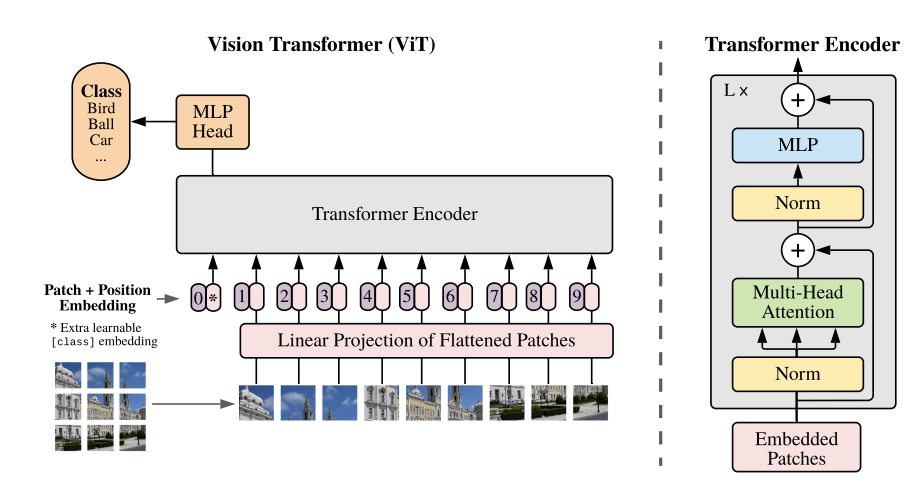 Vision Transformer (ViT)
Class
Bird
Ball
Car
...
MLP
Head
Transformer Encoder
Patch + Position
Embedding
* Extra learnable
[class] embedding
0 * 1 2 3 4 5 6 7 8 9
Linear Projection of Flattened Patches
Transformer Encoder
L x
+
MLP
Norm
+
Multi-Head
Attention
Norm
Embedded
Patches